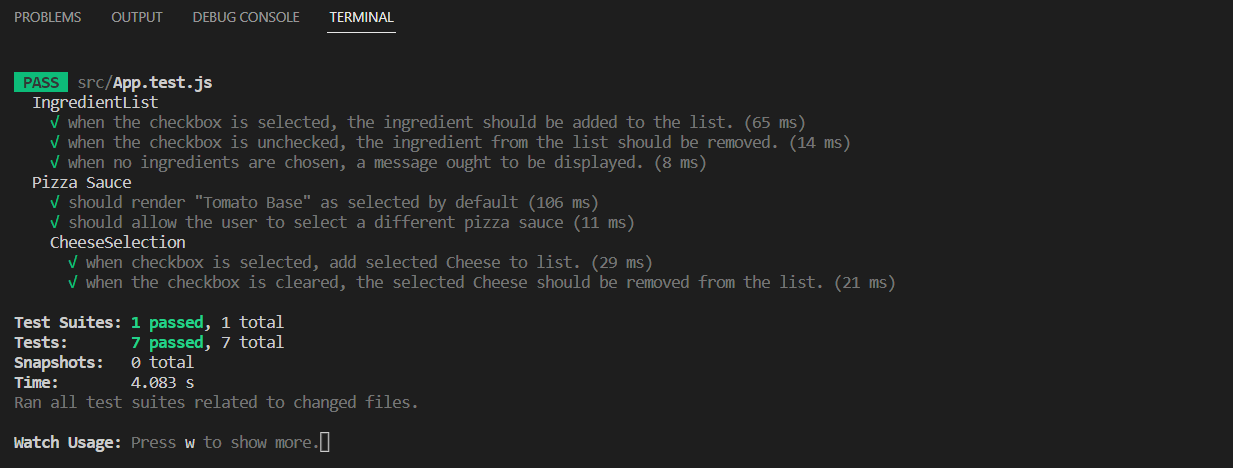 PROBLEMS OUTPUT DEBUG CONSOLE TERMINAL
PASS src/App.test.js
IngredientList
√ when the checkbox is selected, the ingredient should be added to the list. (65 ms)
√ when the checkbox is unchecked, the ingredient from the list should be removed. (14 ms)
√ when no ingredients are chosen, a message ought to be displayed. (8 ms)
Pizza Sauce
√ should render "Tomato Base" as selected by default (106 ms)
√ should allow the user to select a different pizza sauce (11 ms)
CheeseSelection
√ when checkbox is selected, add selected Cheese to list. (29 ms)
√ when the checkbox is cleared, the selected Cheese should be removed from the list. (21 ms)
Test Suites: 1 passed, 1 total
Tests: 7 passed, 7 total
Snapshots: 0 total
Time: 4.083 s
Ran all test suites related to changed files.
Watch Usage: Press w to show more.